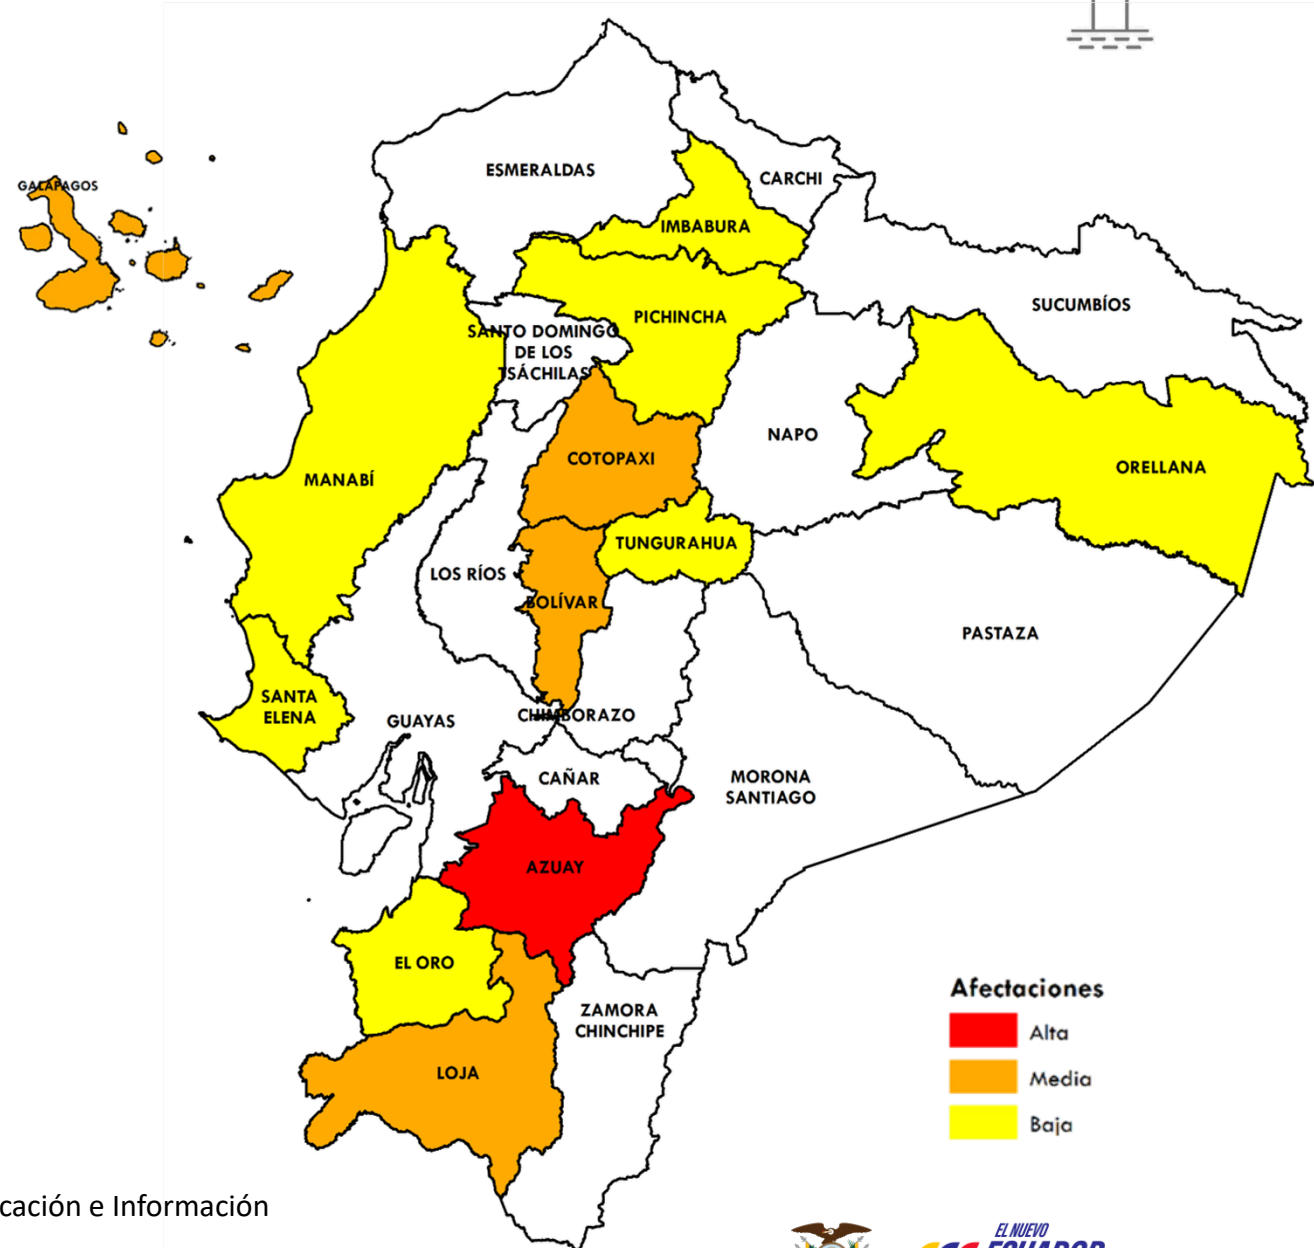 ESMERALDAS
CARCHI
GALÁPAGOS
IMBABURA
SUCUMBÍOS
PICHINCHA
SANTO DOMINGO
DE LOS
TSÁCHILAS
NAPO
COTOPAXI
ORELLANA
MANABÍ
TUNGURAHUA
LOS RÍOS
BOLÍVAR
PASTAZA
SANTA
ELENA
GUAYAS
CHIMBORAZO
CAÑAR
MORONA
SANTIAGO
AZUAY
EL ORO
ZAMORA
CHINCHIPE
LOJA
Afectaciones
Alta
Media
Baja
cación e Información
EL NUEVO
ECUADOR